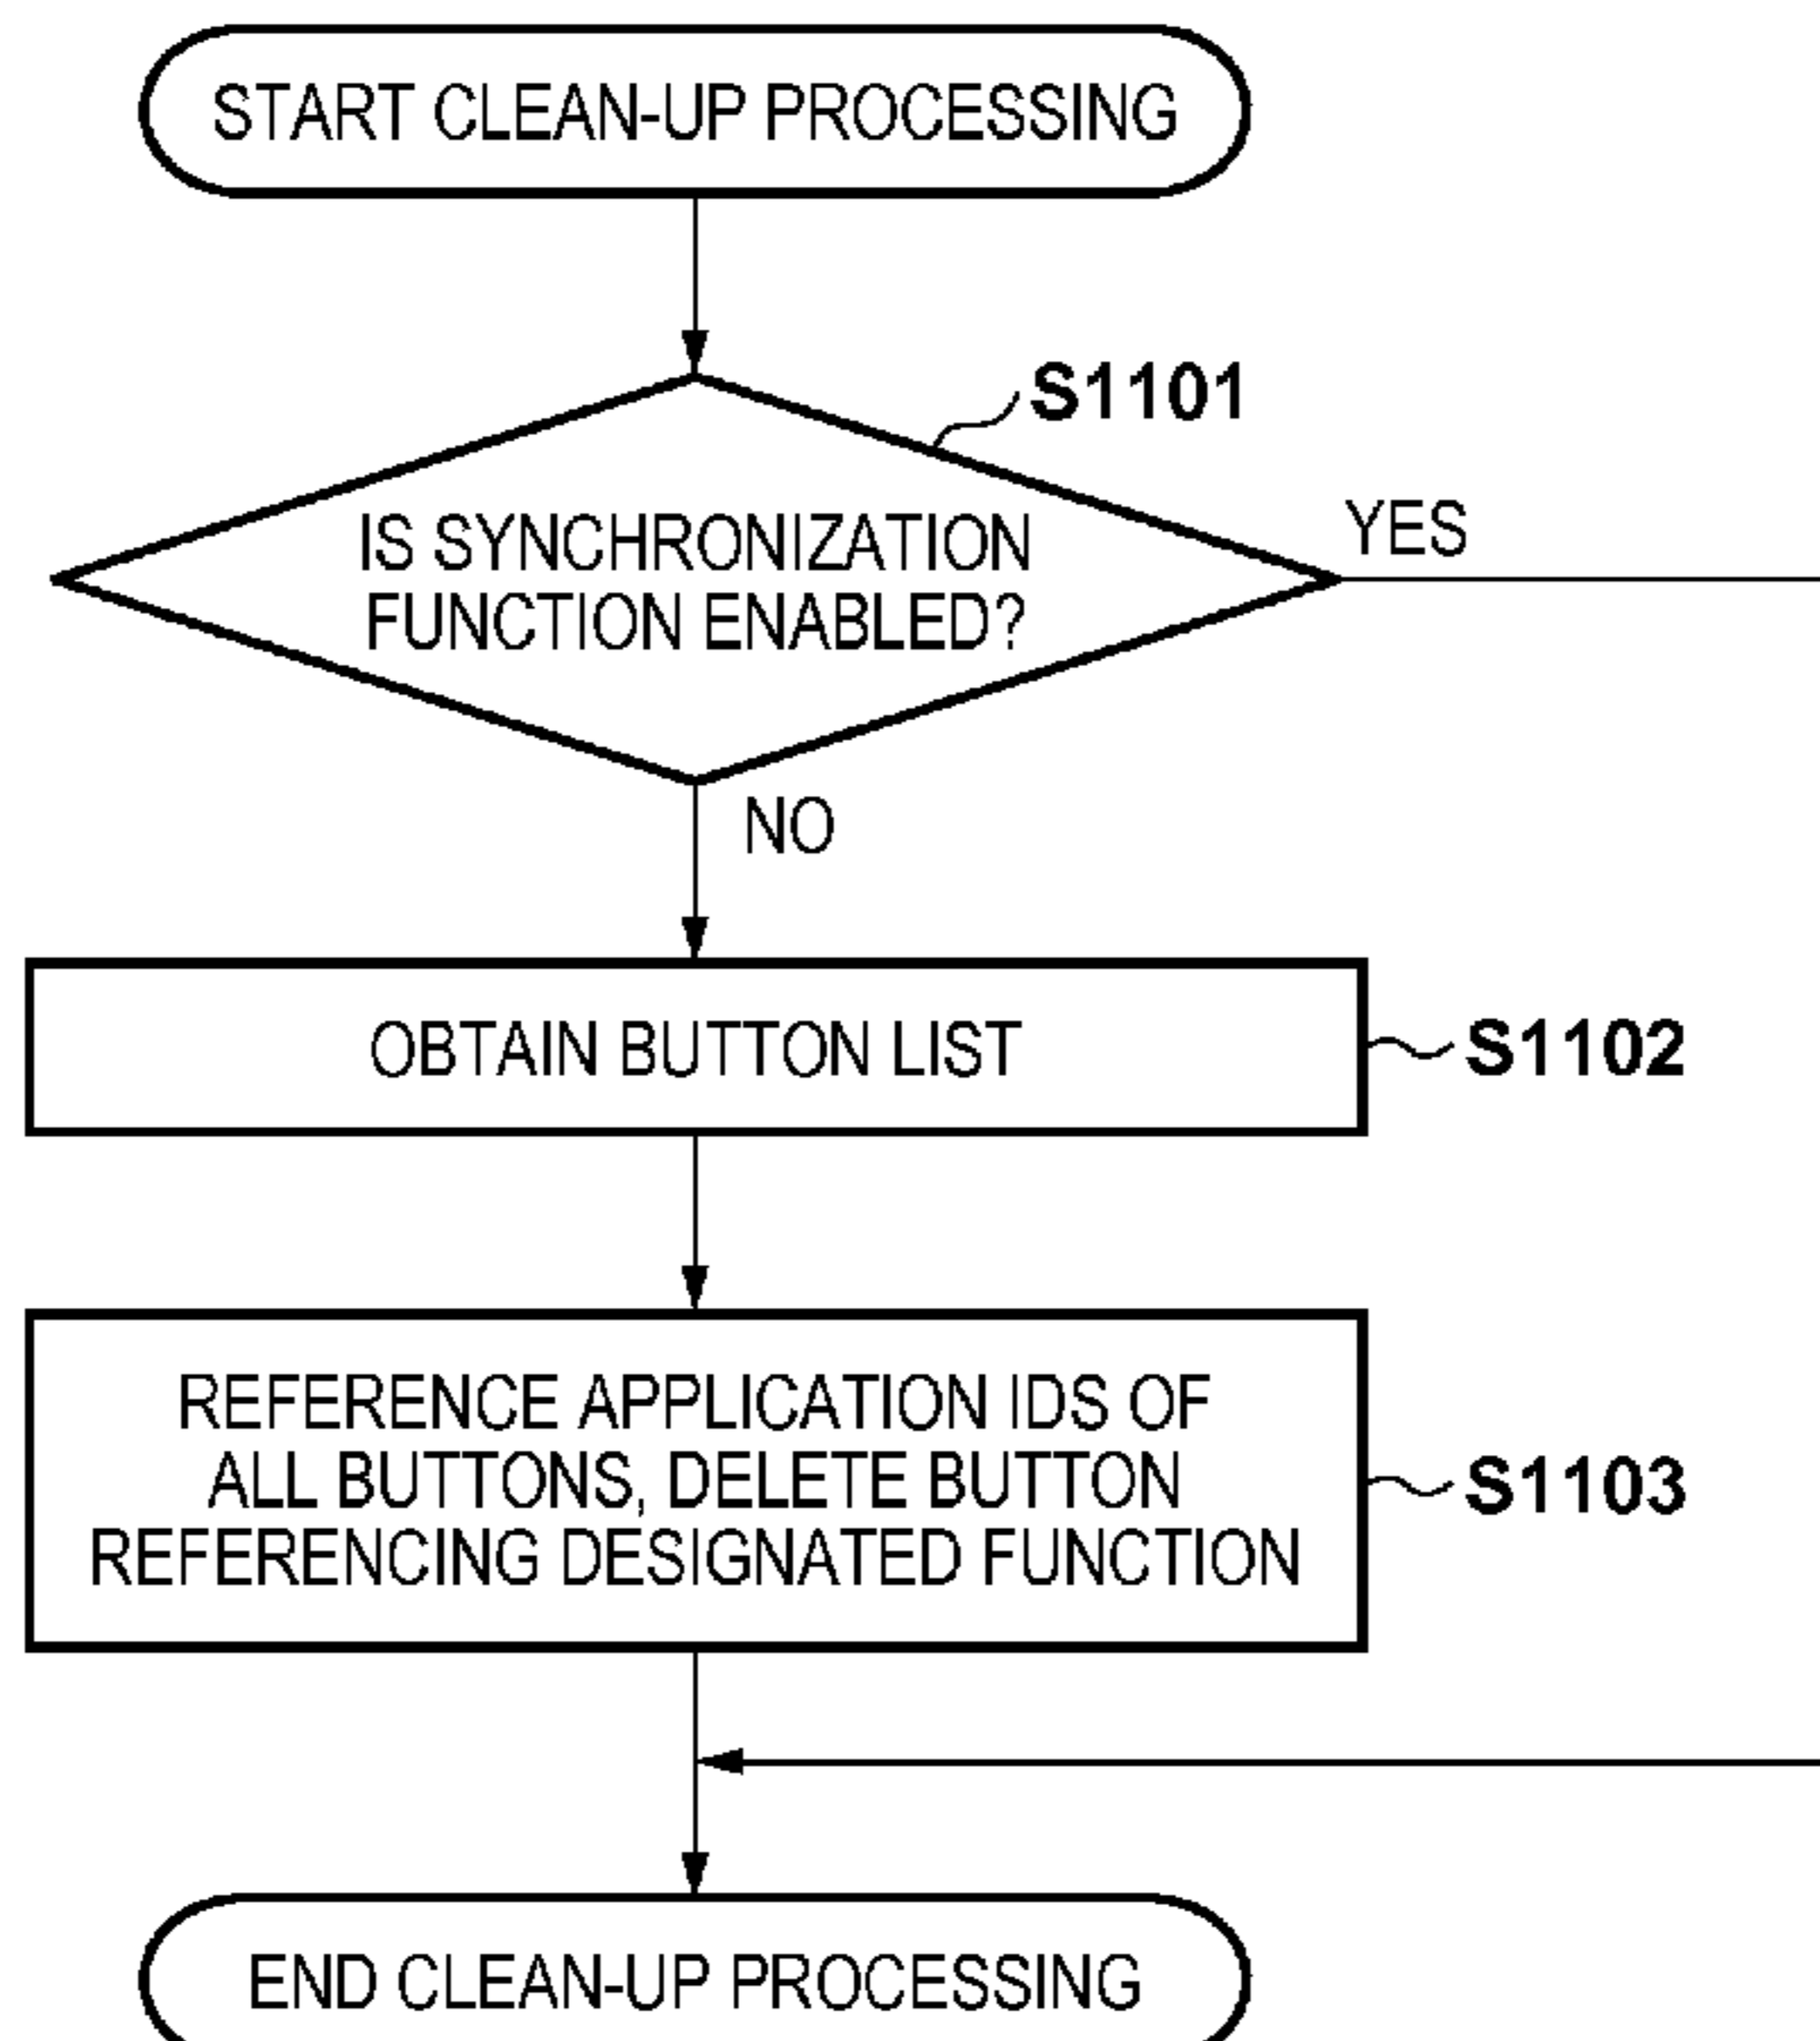 START CLEAN-UP PROCESSING
S1101
IS SYNCHRONIZATION
FUNCTION ENABLED?
YES
NO
OBTAIN BUTTON LIST
S1102
REFERENCE APPLICATION IDS OF
ALL BUTTONS, DELETE BUTTON
REFERENCING DESIGNATED FUNCTION
S1103
END CLEAN-UP PROCESSING